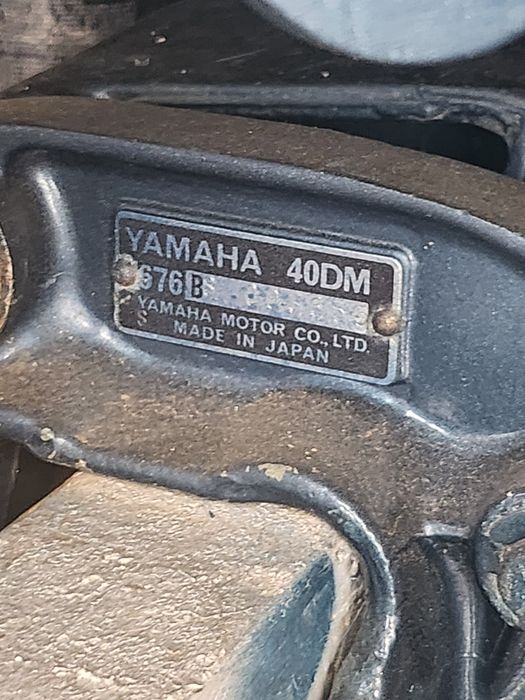 YAMAHA 40DM
676B
YAMAHA MOTOR CO., LTD.
MADE IN JAPAN